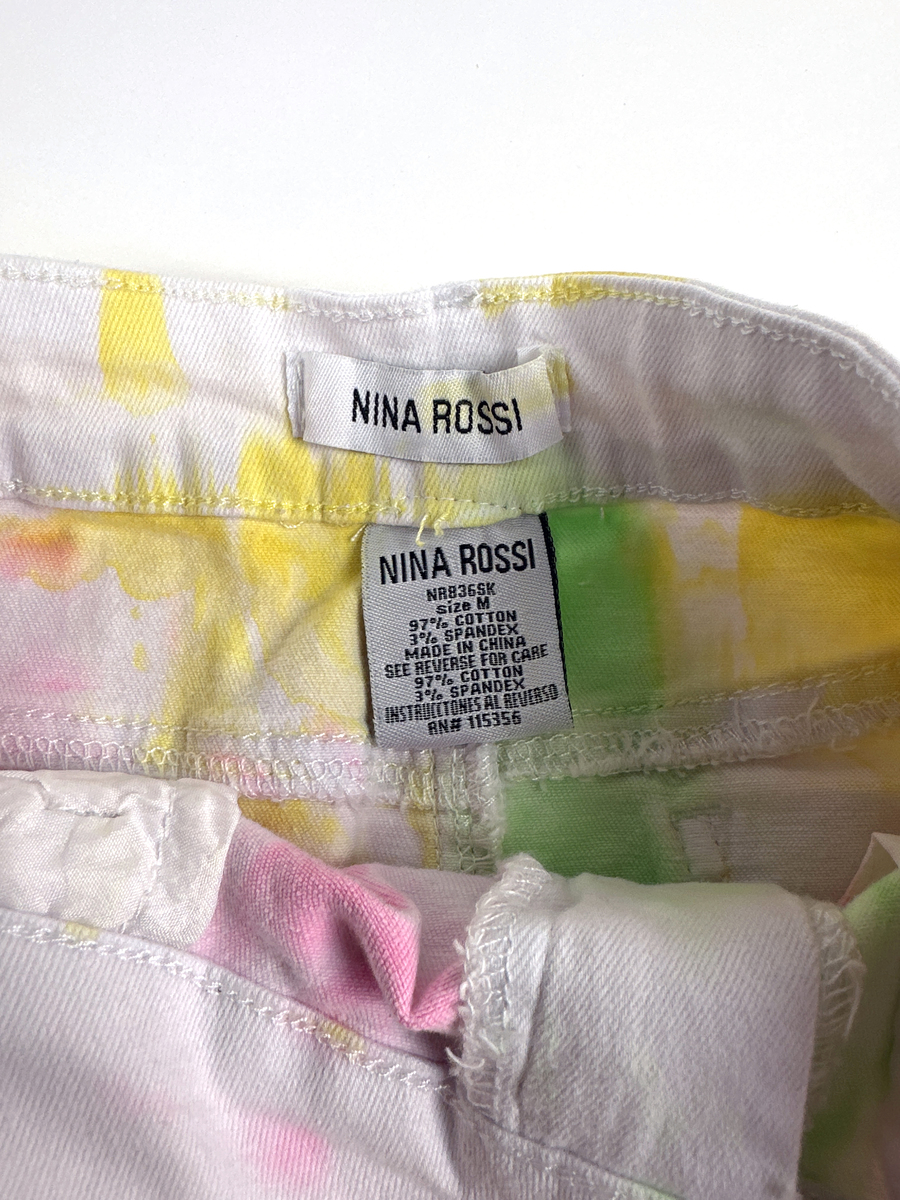 NINA ROSSI
NINA ROSSI
NR836SK
size M
97% COTTON
3% SPANDEX
MADE IN CHINA
SEE REVERSE FOR CARE
97% COTTON
3% SPANDEX
INSTRUCTIONES AL REVERSO
RN# 115356